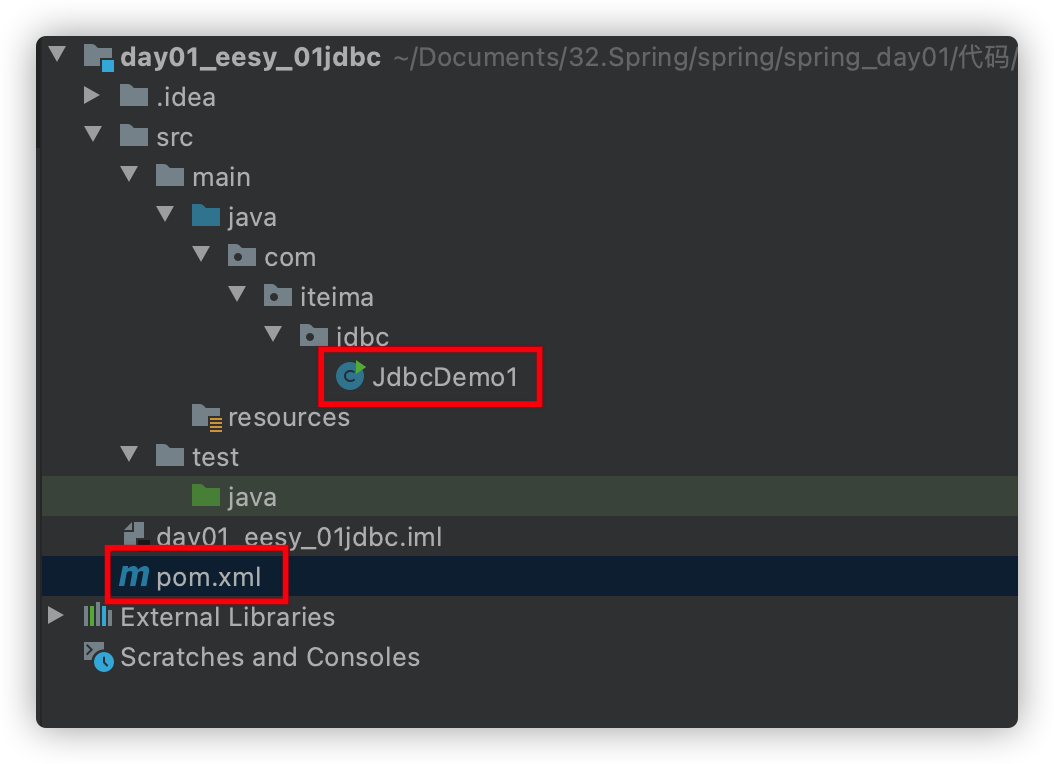 day01_eesy_01jdbc ~/Documents/32.Spring/spring/spring_day01/代码/
.idea
src
main
java
com
iteima
jdbc
JdbcDemo1
resources
test
java
day01_eesy_01jdbc.iml
pom.xml
External Libraries
Scratches and Consoles